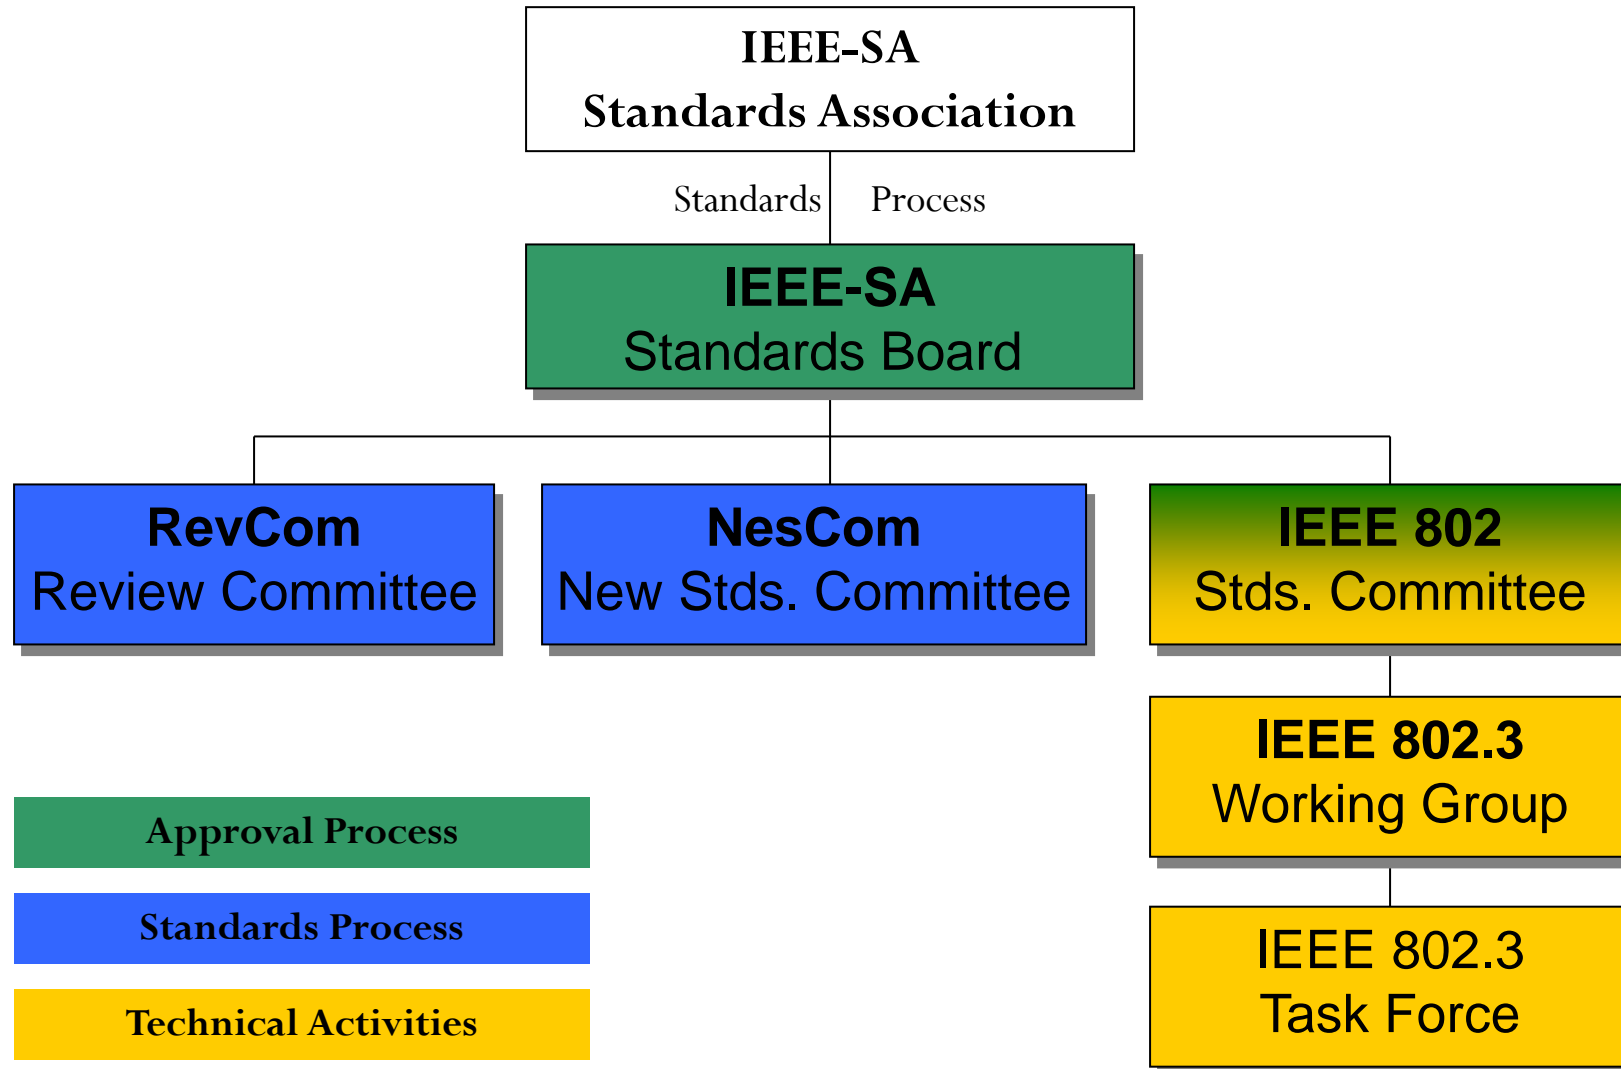 IEEE-SA
Standards Association
Standards Process
IEEE-SA
Standards Board
RevCom
Review Committee
NesCom
New Stds. Committee
IEEE 802
Stds. Committee
IEEE 802.3
Working Group
IEEE 802.3
Task Force
Approval Process
Standards Process
Technical Activities